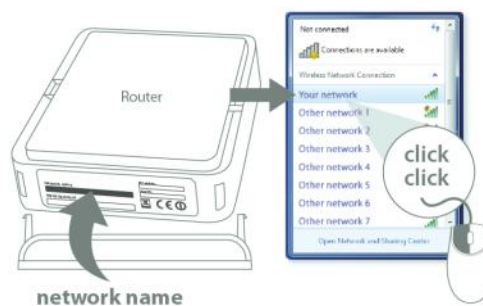 Router
network name
Not connected
Connections are available
Wireless Network Connection
Your network
Other network 1
Other network 2
Other network 3
Other network 4
Other network 5
Other network 6
Other network 7
Open Network and Sharing Center
click
click